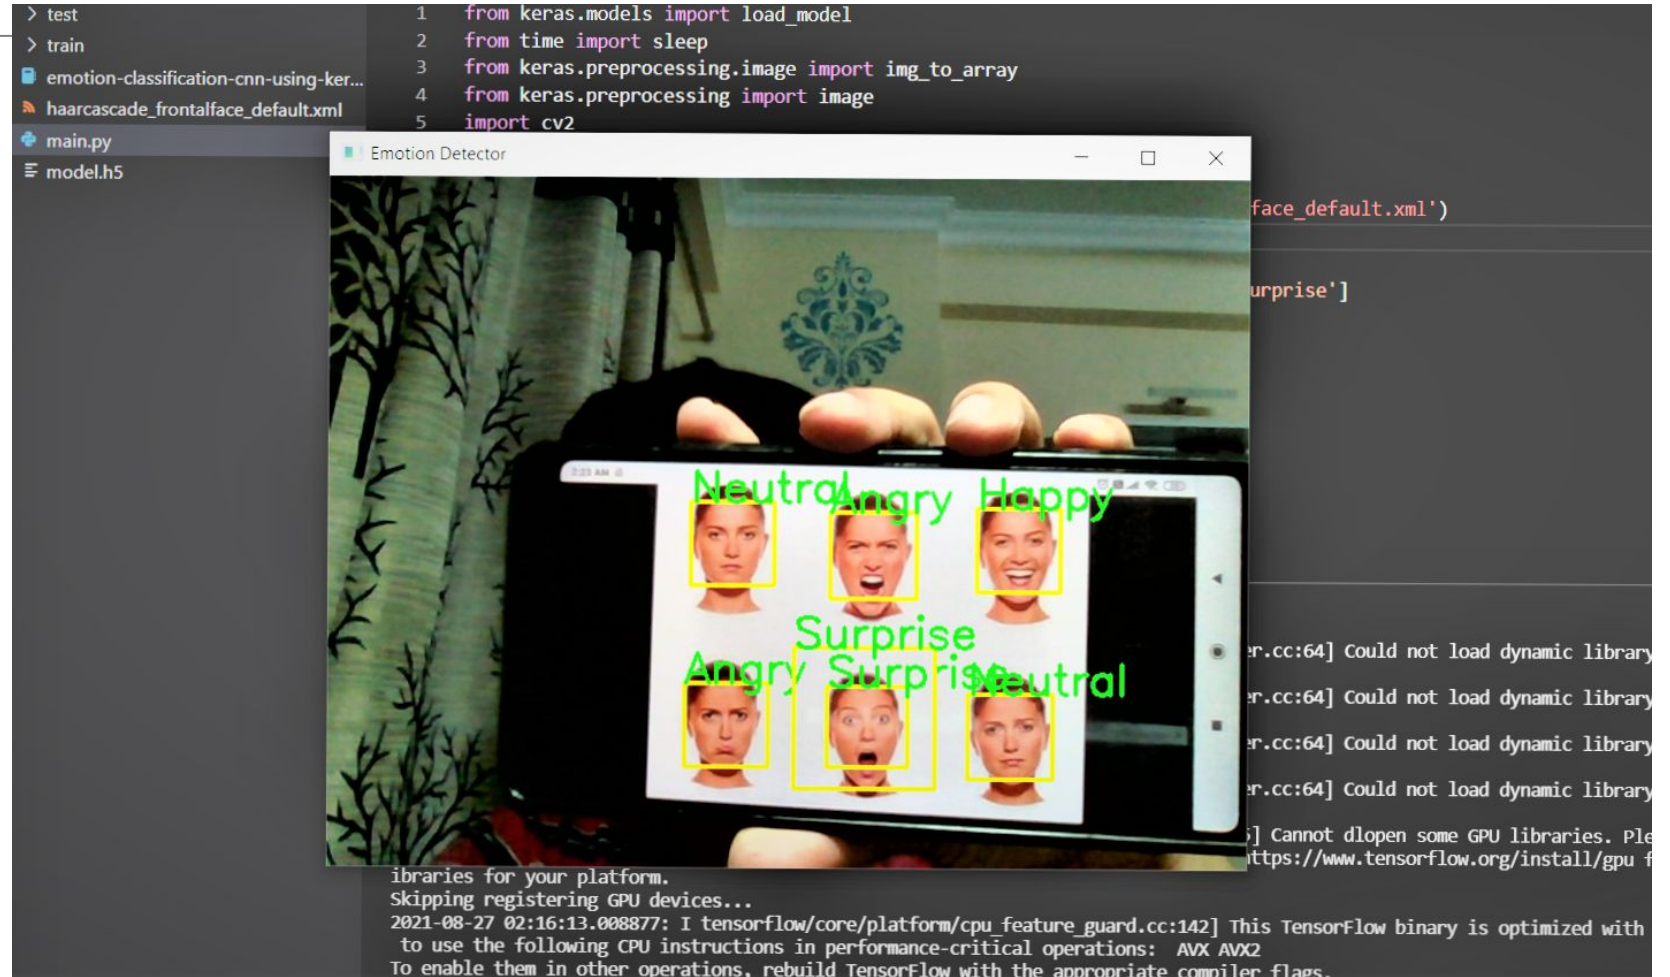 test
train
emotion-classification-cnn-using-ker...
haarcascade_frontalface_default.xml
main.py
model.h5
1 from keras.models import load_model
2 from time import sleep
3 from keras.preprocessing.image import img_to_array
4 from keras.preprocessing import image
5 import cv2
Emotion Detector
face_default.xml')
urprise']
2:23 AM
Neutral
Angry
Happy
Surprise
Angry
Surprise
Neutral
er.cc:64] Could not load dynamic library
er.cc:64] Could not load dynamic library
er.cc:64] Could not load dynamic library
er.cc:64] Could not load dynamic library
] Cannot dlopen some GPU libraries. Ple
ttps://www.tensorflow.org/install/gpu f
ibraries for your platform.
Skipping registering GPU devices...
2021-08-27 02:16:13.008877: I tensorflow/core/platform/cpu_feature_guard.cc:142] This TensorFlow binary is optimized with
to use the following CPU instructions in performance-critical operations: AVX AVX2
To enable them in other operations, rebuild TensorFlow with the appropriate compiler flags.